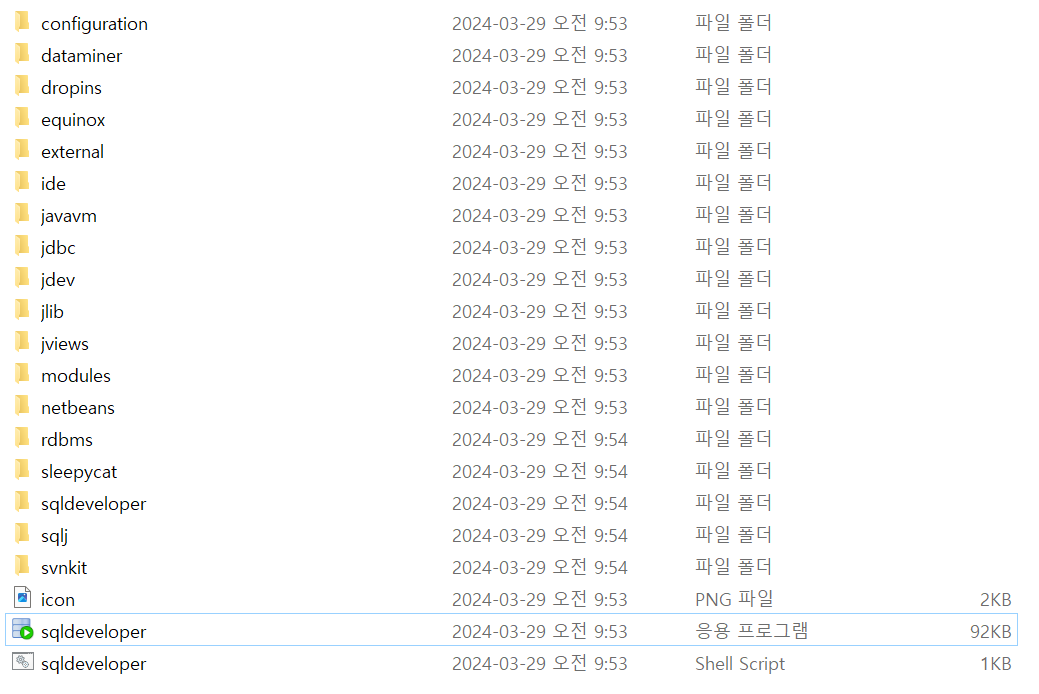 configuration 2024-03-29 오전 9:53 파일 폴더
dataminer 2024-03-29 오전 9:53 파일 폴더
dropins 2024-03-29 오전 9:53 파일 폴더
equinox 2024-03-29 오전 9:53 파일 폴더
external 2024-03-29 오전 9:53 파일 폴더
ide 2024-03-29 오전 9:53 파일 폴더
javavm 2024-03-29 오전 9:53 파일 폴더
jdbc 2024-03-29 오전 9:53 파일 폴더
jdev 2024-03-29 오전 9:53 파일 폴더
jlib 2024-03-29 오전 9:53 파일 폴더
jviews 2024-03-29 오전 9:53 파일 폴더
modules 2024-03-29 오전 9:53 파일 폴더
netbeans 2024-03-29 오전 9:53 파일 폴더
rdbms 2024-03-29 오전 9:54 파일 폴더
sleepycat 2024-03-29 오전 9:54 파일 폴더
sqldeveloper 2024-03-29 오전 9:54 파일 폴더
sqlj 2024-03-29 오전 9:54 파일 폴더
svnkit 2024-03-29 오전 9:54 파일 폴더
icon 2024-03-29 오전 9:53 PNG 파일 2KB
sqldeveloper 2024-03-29 오전 9:53 응용 프로그램 92KB
sqldeveloper 2024-03-29 오전 9:53 Shell Script 1KB